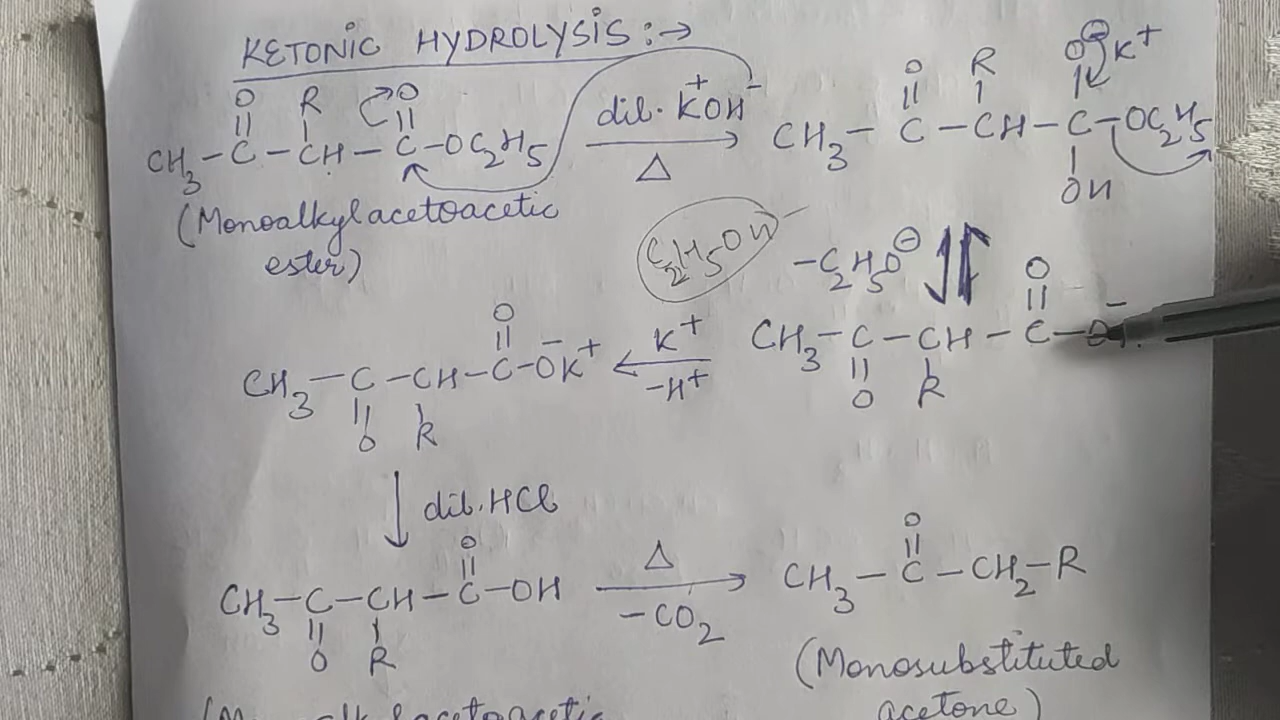 KETONIC HYDROLYSIS :→
O R O O R O⊖ K+
|| | || || | |
CH3 – C – CH – C – OC2H5 dil. K+OH- → CH3 – C – CH – C – OC2H5
Δ |
OH
(Monoalkylacetoacetic
ester)
C2H5OH – –C2H5O⊖ ⇅ O
O ||
|| K+ CH3 – C – CH – C – O-
CH3 – C – CH – C – O-K+ ← || |
|| | –H+ O R
O R
↓ dil. HCl
O O
|| Δ ||
CH3 – C – CH – C – OH → CH3 – C – CH2 – R
|| | –CO2
O R (Monosubstituted
acetone)